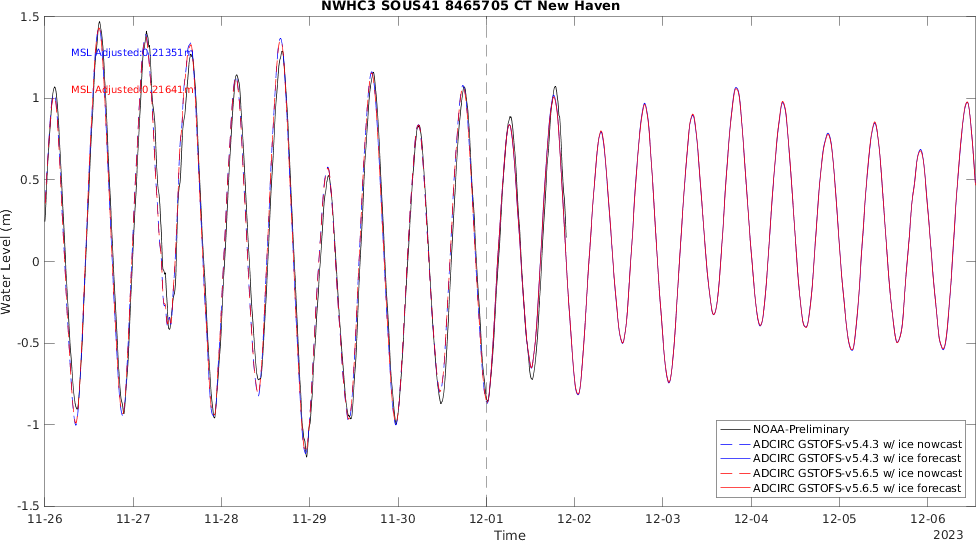 NWHC3 SOUS41 8465705 CT New Haven
1.5
MSL Adjusted:0.21351m
MSL Adjusted:0.21641m
1
0.5
0
-0.5
-1
-1.5
Water Level (m)
NOAA-Preliminary
ADCIRC GSTOFS-v5.4.3 w/ ice nowcast
ADCIRC GSTOFS-v5.4.3 w/ ice forecast
ADCIRC GSTOFS-v5.6.5 w/ ice nowcast
ADCIRC GSTOFS-v5.6.5 w/ ice forecast
11-26 11-27 11-28 11-29 11-30 12-01 12-02 12-03 12-04 12-05 12-06
Time
2023